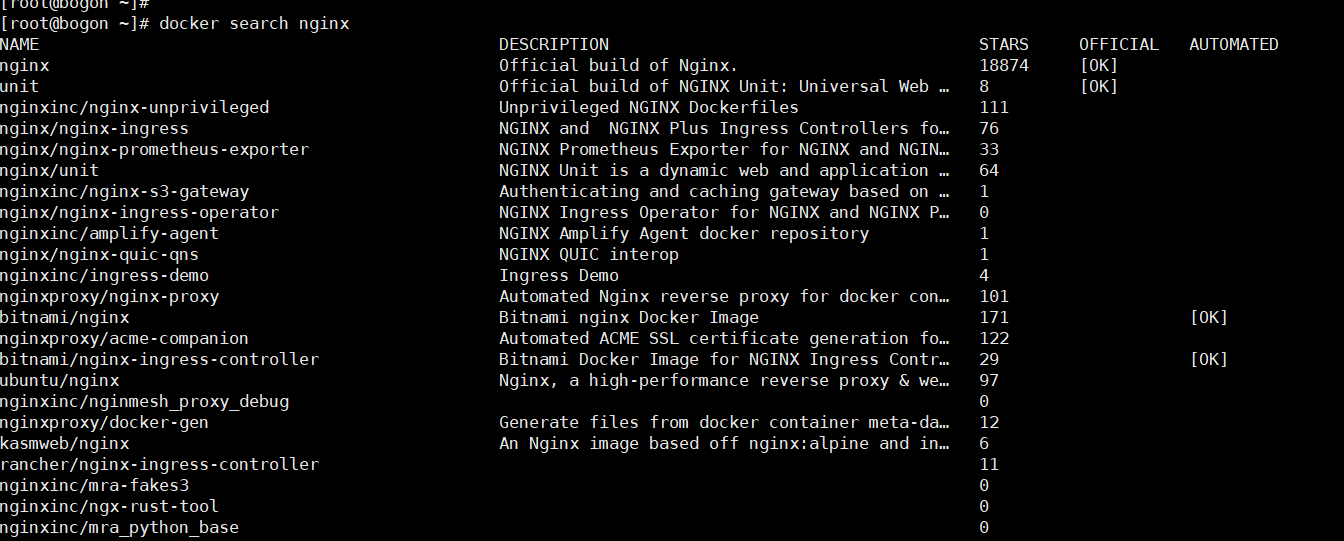 [root@bogon ~]#
[root@bogon ~]# docker search nginx
NAME DESCRIPTION STARS OFFICIAL AUTOMATED
nginx Official build of Nginx. 18874 [OK]
unit Official build of NGINX Unit: Universal Web … 8 [OK]
nginxinc/nginx-unprivileged Unprivileged NGINX Dockerfiles 111
nginx/nginx-ingress NGINX and  NGINX Plus Ingress Controllers fo… 76
nginx/nginx-prometheus-exporter NGINX Prometheus Exporter for NGINX and NGIN… 33
nginx/unit NGINX Unit is a dynamic web and application … 64
nginxinc/nginx-s3-gateway Authenticating and caching gateway based on … 1
nginx/nginx-ingress-operator NGINX Ingress Operator for NGINX and NGINX P… 0
nginxinc/amplify-agent NGINX Amplify Agent docker repository 1
nginx/nginx-quic-qns NGINX QUIC interop 1
nginxinc/ingress-demo Ingress Demo 4
nginxproxy/nginx-proxy Automated Nginx reverse proxy for docker con… 101
bitnami/nginx Bitnami nginx Docker Image 171 [OK]
nginxproxy/acme-companion Automated ACME SSL certificate generation fo… 122
bitnami/nginx-ingress-controller Bitnami Docker Image for NGINX Ingress Contr… 29 [OK]
ubuntu/nginx Nginx, a high-performance reverse proxy & we… 97
nginxinc/nginmesh_proxy_debug 0
nginxproxy/docker-gen Generate files from docker container meta-da… 12
kasmweb/nginx An Nginx image based off nginx:alpine and in… 6
rancher/nginx-ingress-controller 11
nginxinc/mra-fakes3 0
nginxinc/ngx-rust-tool 0
nginxinc/mra_python_base 0